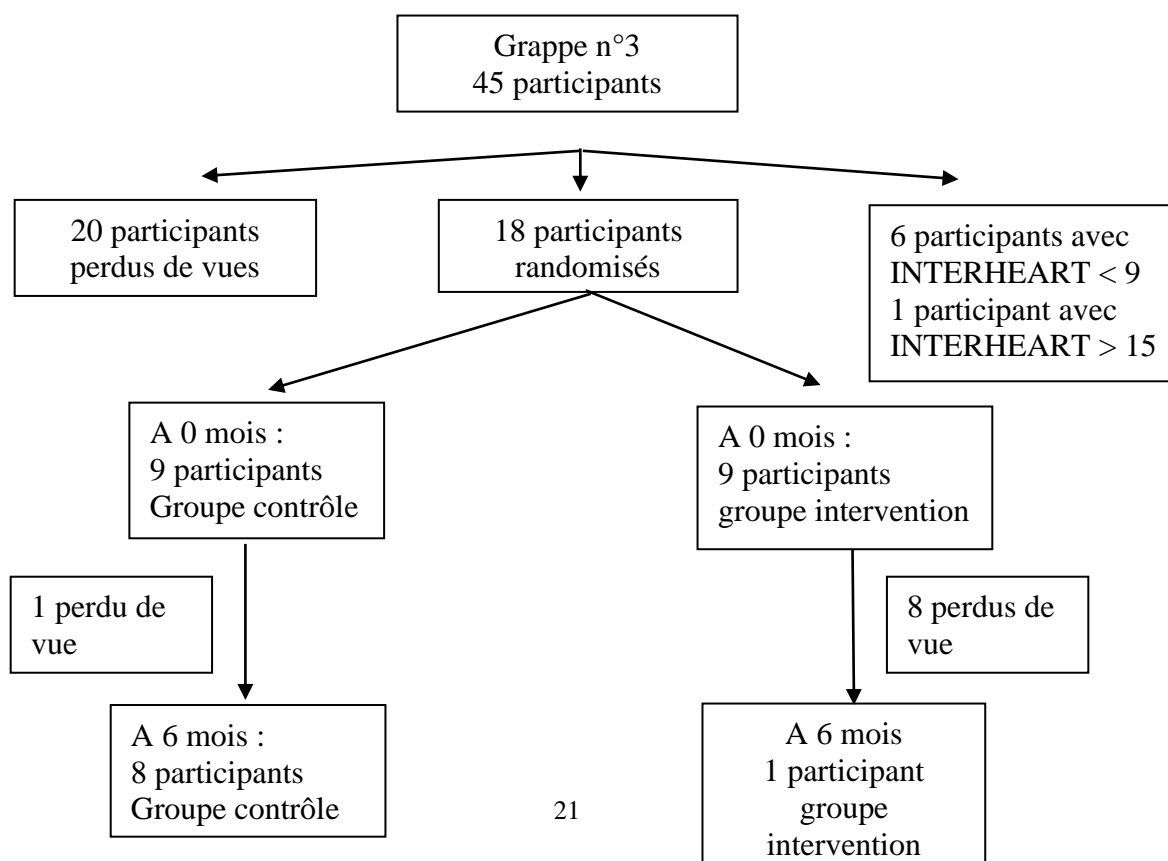 Grappe n°3
45 participants
20 participants
perdus de vues
18 participants
randomisés
6 participants avec
INTERHEART < 9
1 participant avec
INTERHEART > 15
A 0 mois :
9 participants
Groupe contrôle
A 0 mois :
9 participants
groupe intervention
1 perdu de
vue
8 perdus de
vue
A 6 mois :
8 participants
Groupe contrôle
A 6 mois
1 participant
groupe
intervention
21